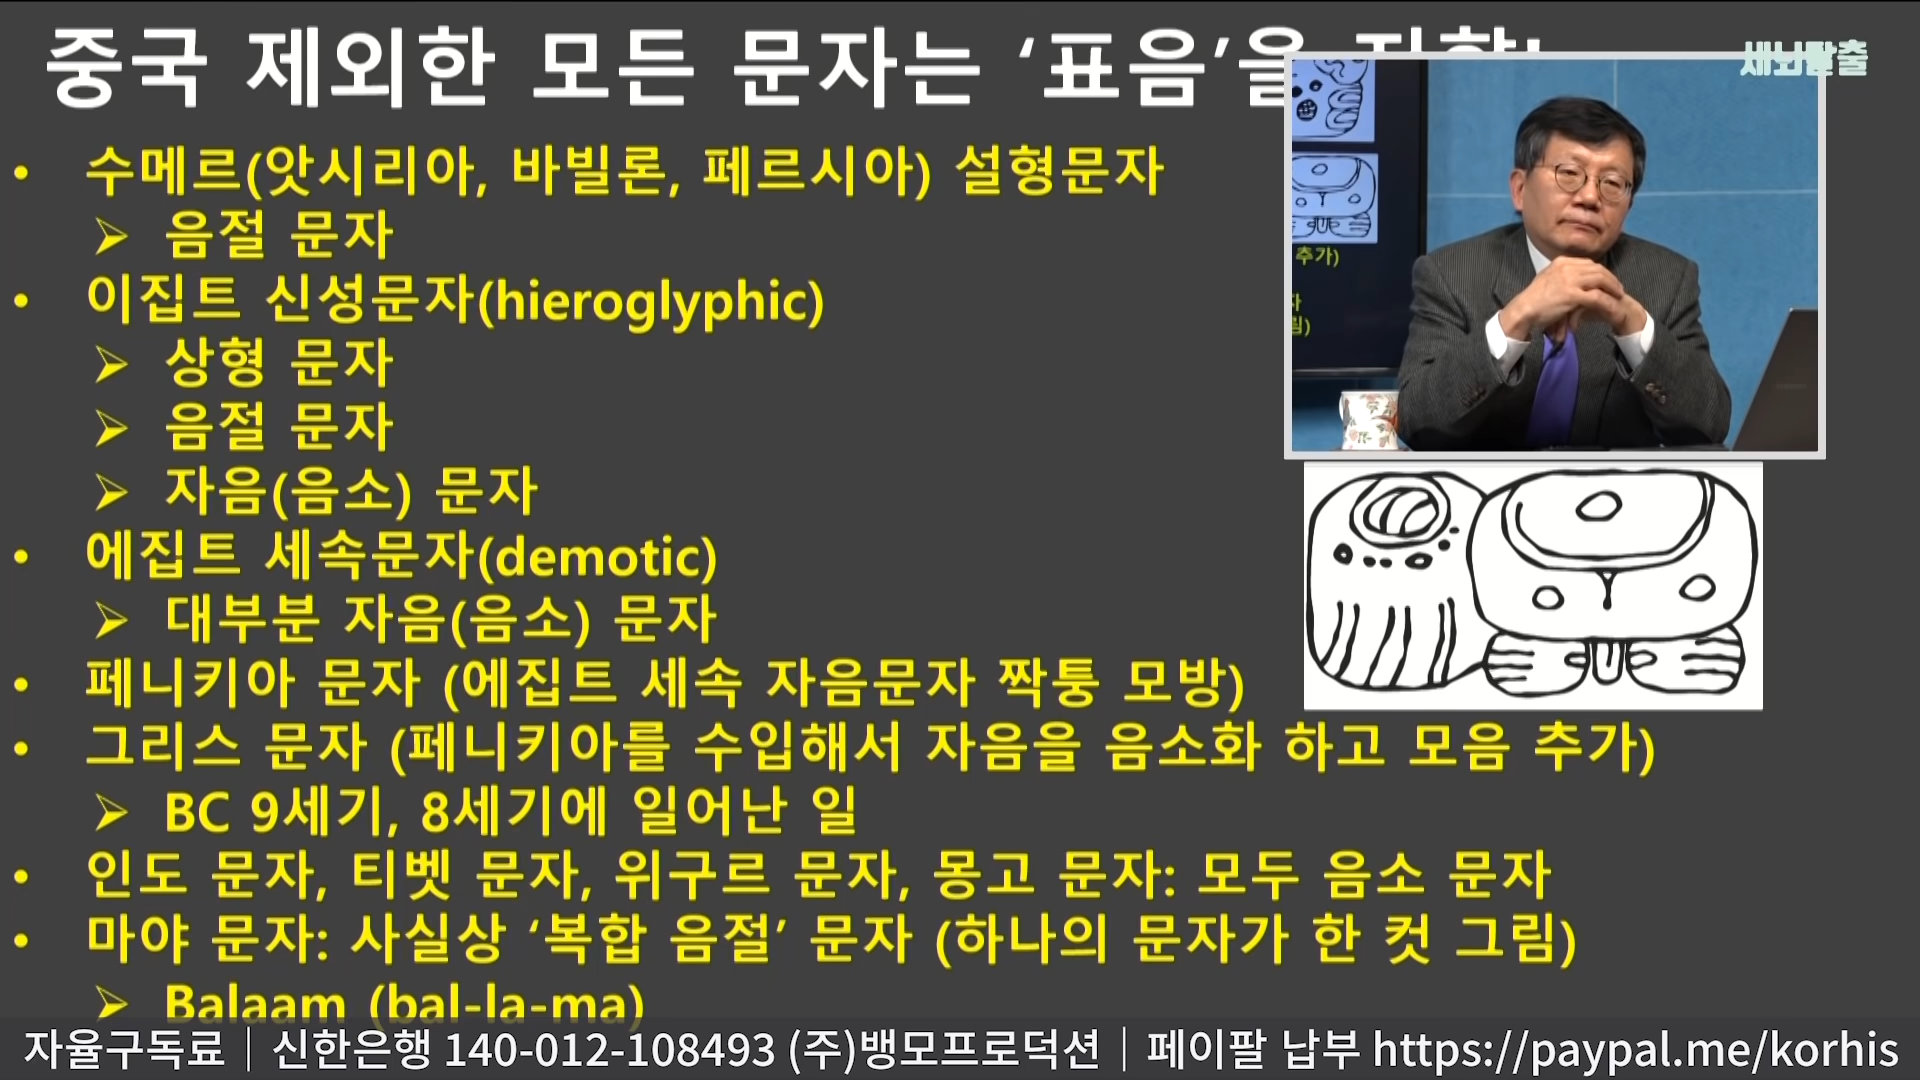 중국 제외한 모든 문자는 ‘표음’을
세뇌탈출
• 수메르(앗시리아, 바빌론, 페르시아) 설형문자
➢ 음절 문자
• 이집트 신성문자(hieroglyphic)
➢ 상형 문자
➢ 음절 문자
➢ 자음(음소) 문자
• 에집트 세속문자(demotic)
➢ 대부분 자음(음소) 문자
• 페니키아 문자 (에집트 세속 자음문자 짝퉁 모방)
• 그리스 문자 (페니키아를 수입해서 자음을 음소화 하고 모음 추가)
➢ BC 9세기, 8세기에 일어난 일
• 인도 문자, 티벳 문자, 위구르 문자, 몽고 문자: 모두 음소 문자
• 마야 문자: 사실상 ‘복합 음절’ 문자 (하나의 문자가 한 컷 그림)
➢ Balaam (bal-la-ma)
추가)
자율구독료｜신한은행 140-012-108493 (주)뱅모프로덕션｜페이팔 납부 https://paypal.me/korhis